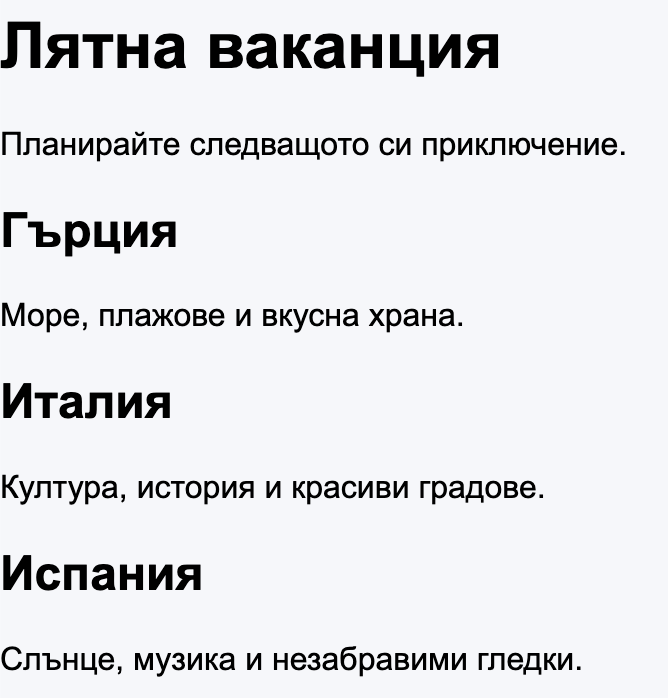 Лятна ваканция
Планирайте следващото си приключение.
Гърция
Море, плажове и вкусна храна.
Италия
Култура, история и красиви градове.
Испания
Слънце, музика и незабравими гледки.